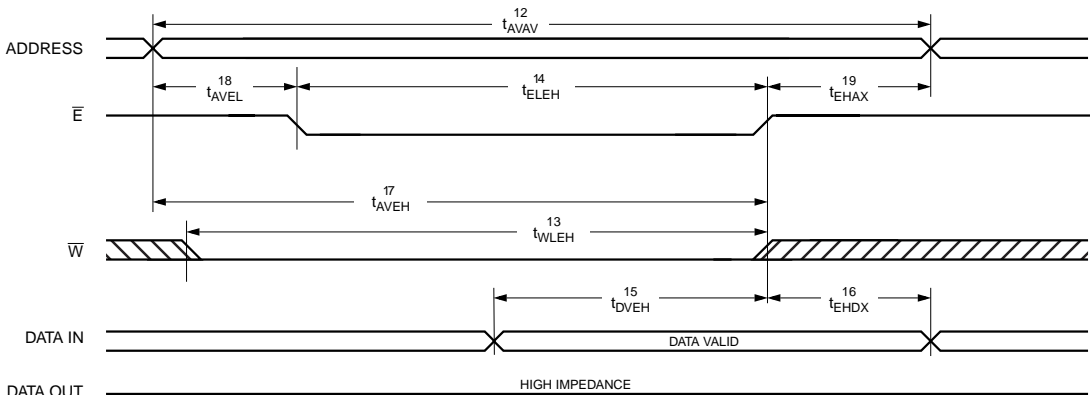 12
tAVAV
ADDRESS
18
tAVEL
14
tELEH
19
tEHAX
E
17
tAVEH
13
tWLEH
W
15
tDVEH
16
tEHDX
DATA IN
DATA VALID
DATA OUT
HIGH IMPEDANCE